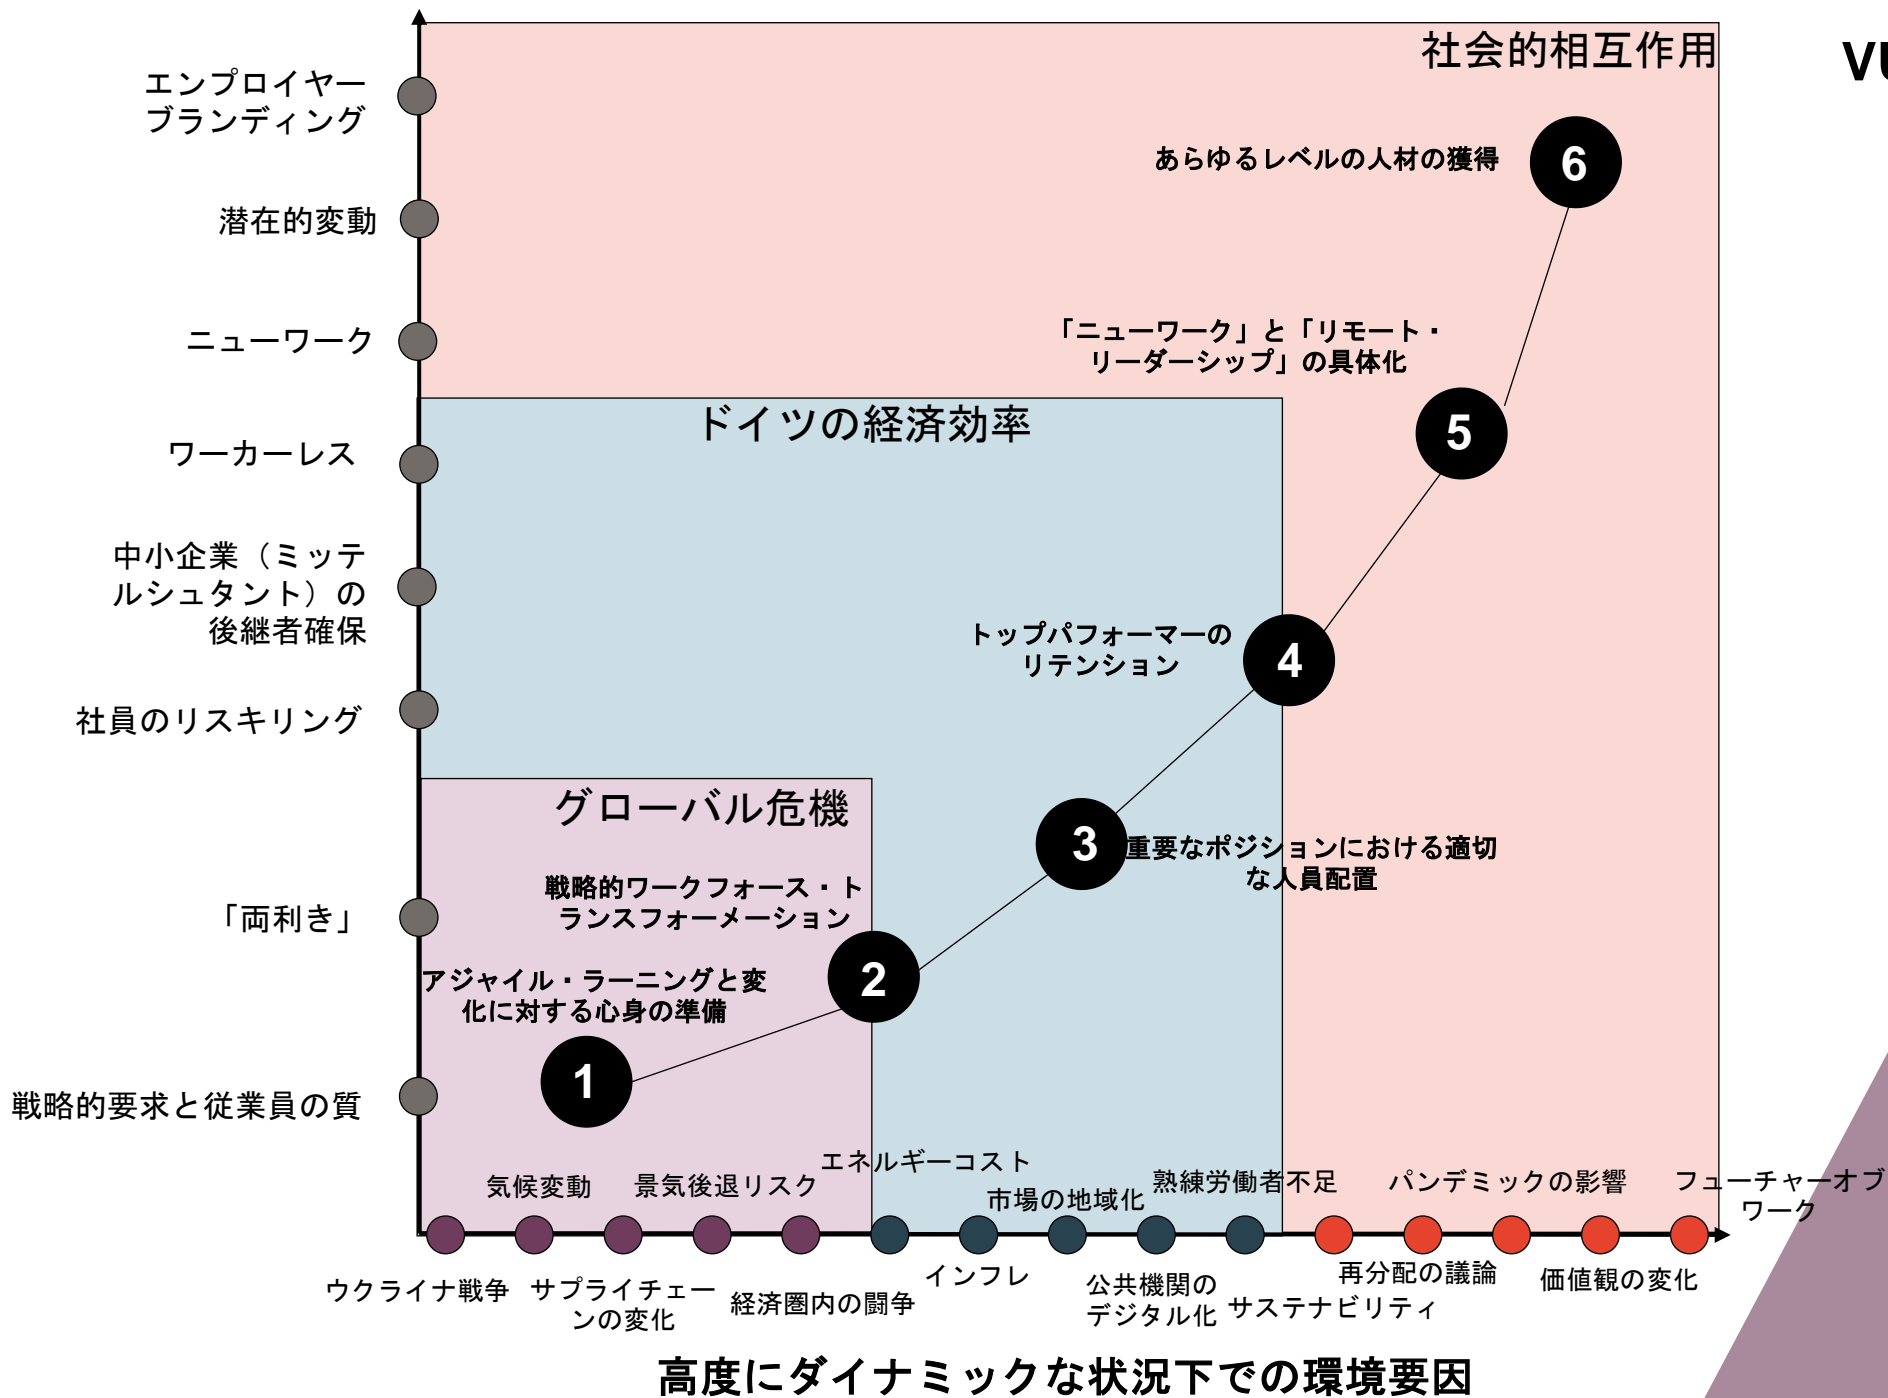 社会的相互作用
VU
エンプロイヤー
ブランディング
あらゆるレベルの人材の獲得
6
潜在的変動
ニューワーク
「ニューワーク」と「リモート・
リーダーシップ」の具体化
5
ドイツの経済効率
ワーカーレス
中小企業（ミッテ
ルシュタント）の
後継者確保
トップパフォーマーの
リテンション
4
社員のリスキリング
グローバル危機
3
重要なポジションにおける適切
な人員配置
戦略的ワークフォース・ト
ランスフォーメーション
「両利き」
2
アジャイル・ラーニングと変
化に対する心身の準備
1
戦略的要求と従業員の質
気候変動
景気後退リスク
エネルギーコスト
市場の地域化
熟練労働者不足
パンデミックの影響
フューチャーオブ
ワーク
ウクライナ戦争
サプライチェー
ンの変化
経済圏内の闘争
インフレ
公共機関の
デジタル化
サステナビリティ
再分配の議論
価値観の変化
高度にダイナミックな状況下での環境要因